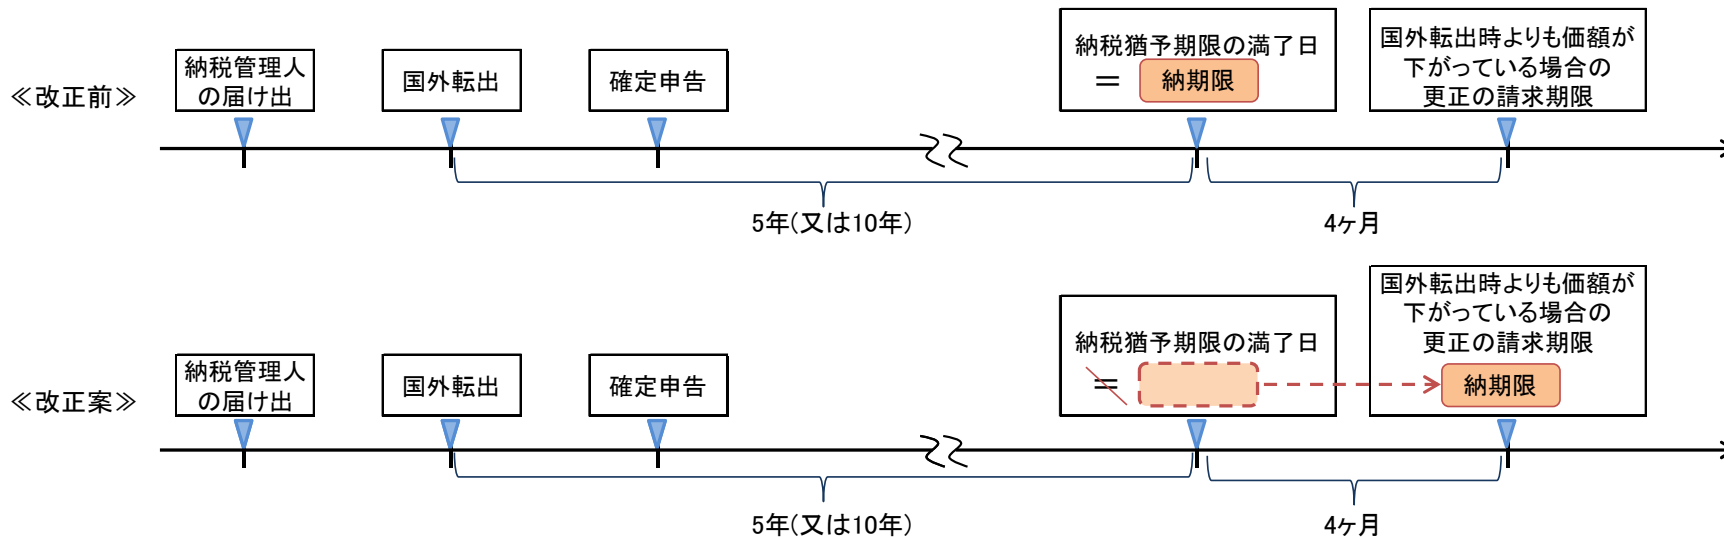 ≪改正前≫
納税管理人
の届け出
国外転出
確定申告
納税猶予期限の満了日
＝ 納期限
国外転出時よりも価額が
下がっている場合の
更正の請求期限
5年(又は10年)
4ヶ月
≪改正案≫
納税管理人
の届け出
国外転出
確定申告
納税猶予期限の満了日
＝
国外転出時よりも価額が
下がっている場合の
更正の請求期限
納期限
5年(又は10年)
4ヶ月